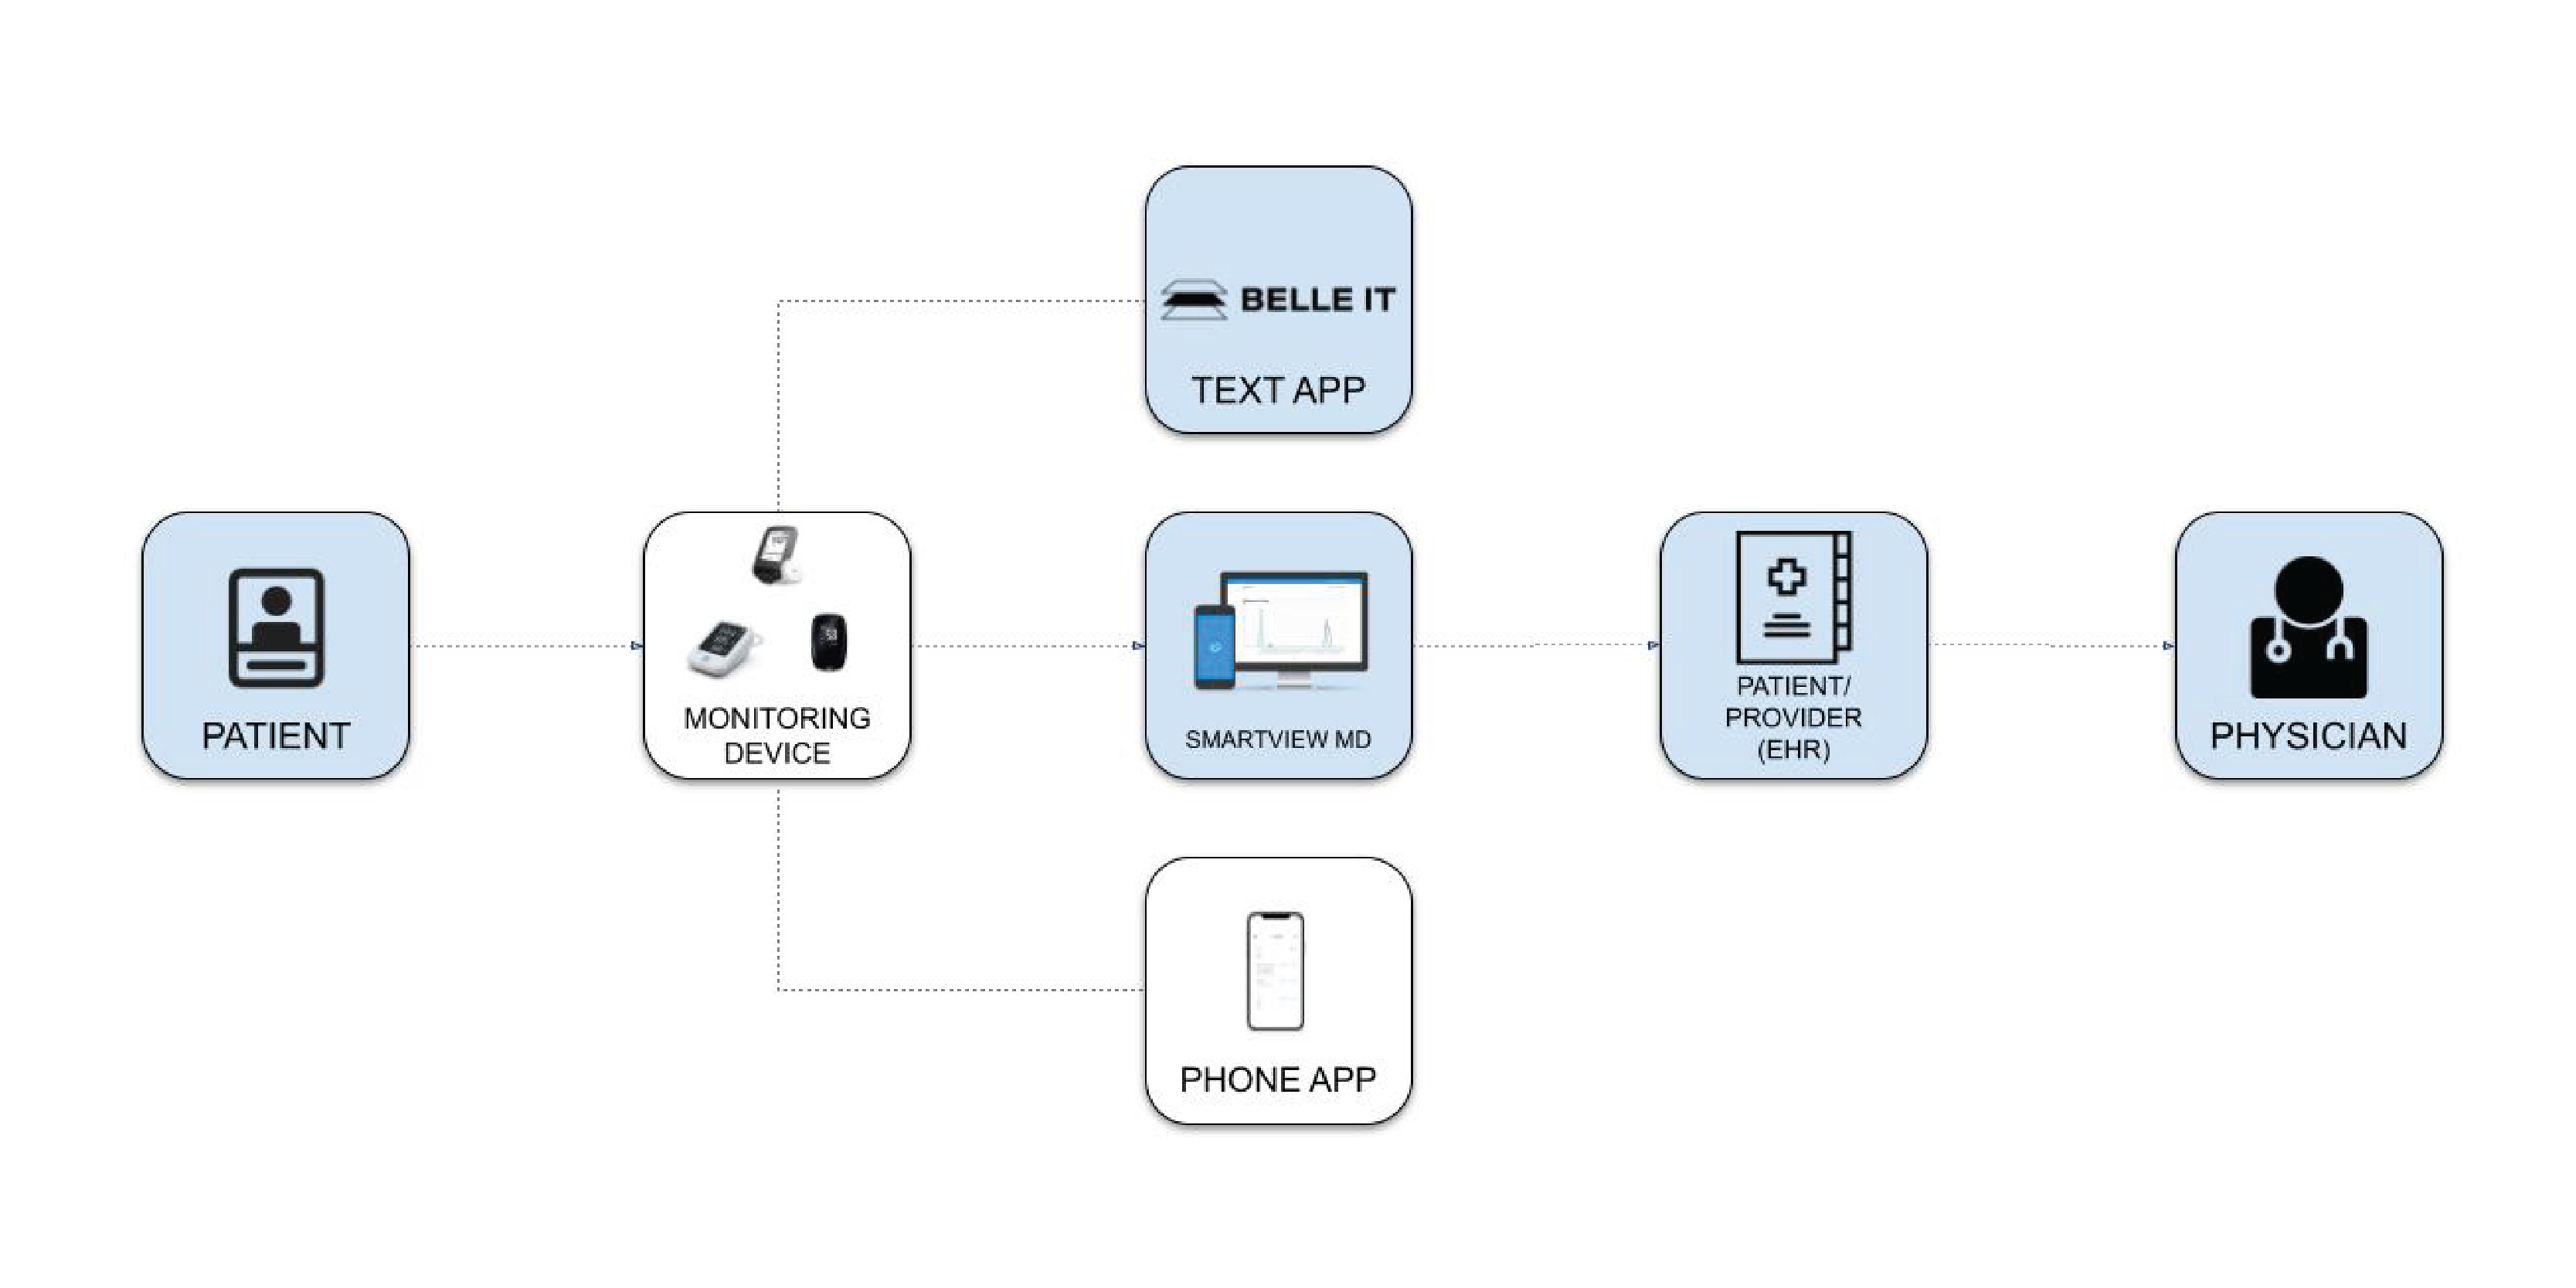 BELLE IT
TEXT APP
PATIENT
MONITORING
DEVICE
SMARTVIEW MD
PATIENT/
PROVIDER
(EHR)
PHYSICIAN
PHONE APP